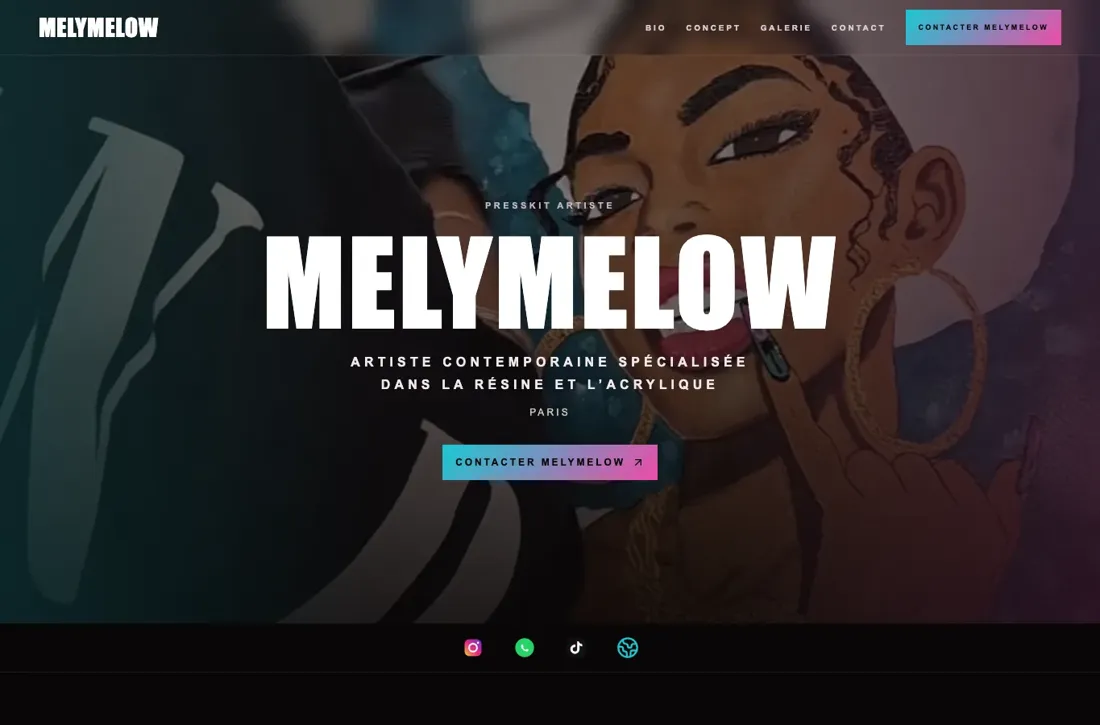 MELYMELOW
BIO CONCEPT GALERIE CONTACT CONTACTER MELYMELOW
PRESSKIT ARTISTE
MELYMELOW
ARTISTE CONTEMPORAINE SPÉCIALISÉE
DANS LA RÉSINE ET L’ACRYLIQUE
PARIS
CONTACTER MELYMELOW